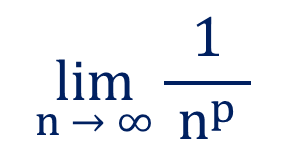 lim 1
n → ∞ nᵖ